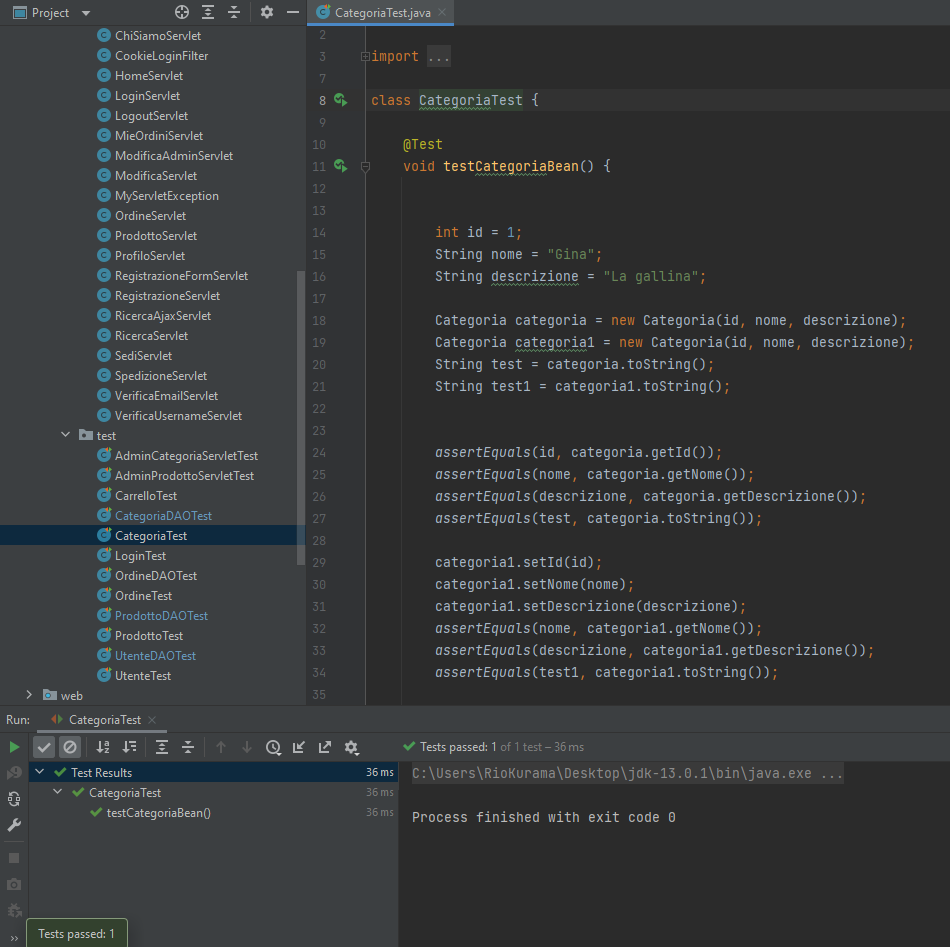 Project
CategoriaTest.java
ChiSiamoServlet
CookieLoginFilter
HomeServlet
LoginServlet
LogoutServlet
MieOrdiniServlet
ModificaAdminServlet
ModificaServlet
MyServletException
OrdineServlet
ProdottoServlet
ProfiloServlet
RegistrazioneFormServlet
RegistrazioneServlet
RicercaAjaxServlet
RicercaServlet
SediServlet
SpedizioneServlet
VerificaEmailServlet
VerificaUsernameServlet
test
AdminCategoriaServletTest
AdminProdottoServletTest
CarrelloTest
CategoriaDAOTest
CategoriaTest
LoginTest
OrdineDAOTest
OrdineTest
ProdottoDAOTest
ProdottoTest
UtenteDAOTest
UtenteTest
web
2
3 import ...
7
8 class CategoriaTest {
9
10 @Test
11 void testCategoriaBean() {
12
13
14 int id = 1;
15 String nome = "Gina";
16 String descrizione = "La gallina";
17
18 Categoria categoria = new Categoria(id, nome, descrizione);
19 Categoria categoria1 = new Categoria(id, nome, descrizione);
20 String test = categoria.toString();
21 String test1 = categoria1.toString();
22
23
24 assertEquals(id, categoria.getId());
25 assertEquals(nome, categoria.getNome());
26 assertEquals(descrizione, categoria.getDescrizione());
27 assertEquals(test, categoria.toString());
28
29 categoria1.setId(id);
30 categoria1.setNome(nome);
31 categoria1.setDescrizione(descrizione);
32 assertEquals(nome, categoria1.getNome());
33 assertEquals(descrizione, categoria1.getDescrizione());
34 assertEquals(test1, categoria1.toString());
35
Run: CategoriaTest
Tests passed: 1 of 1 test – 36 ms
Test Results 36 ms
CategoriaTest 36 ms
testCategoriaBean() 36 ms
C:\Users\RioKurama\Desktop\jdk-13.0.1\bin\java.exe ...
Process finished with exit code 0
Tests passed: 1